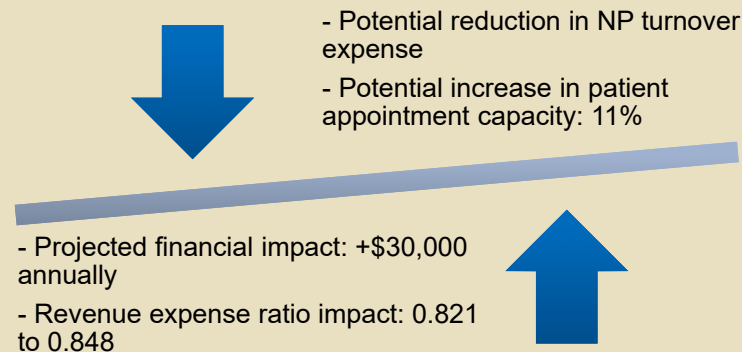 - Potential reduction in NP turnover
expense
- Potential increase in patient
appointment capacity: 11%
- Projected financial impact: +$30,000
annually
- Revenue expense ratio impact: 0.821
to 0.848